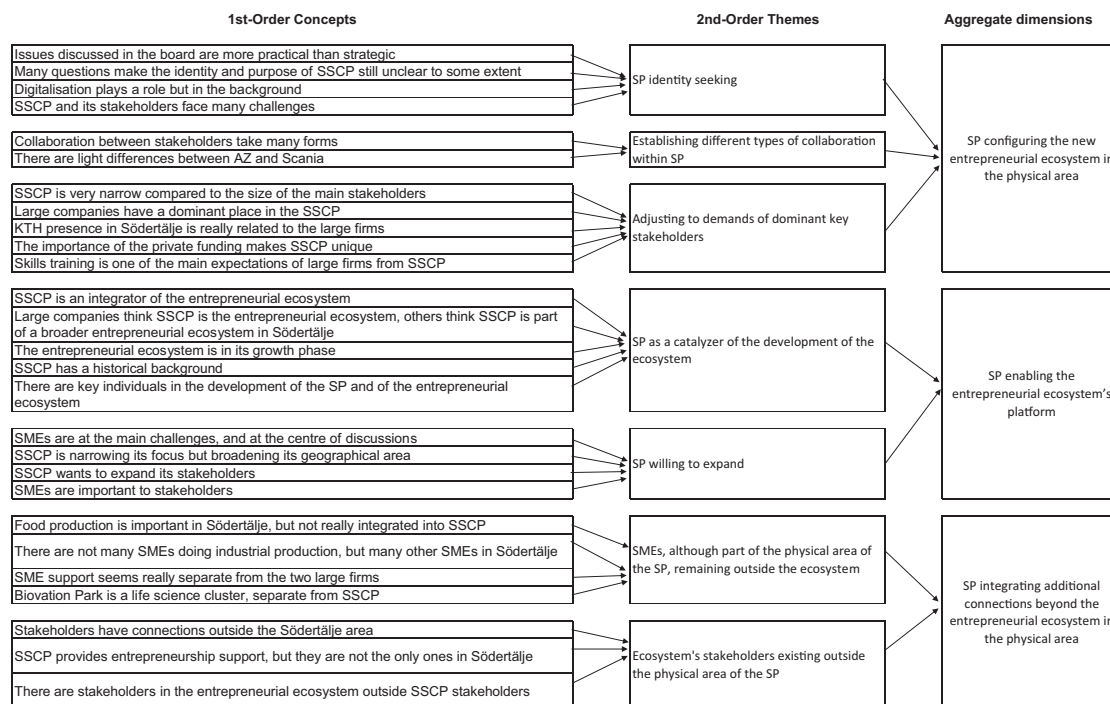 1st-Order Concepts
2nd-Order Themes
Aggregate dimensions
Issues discussed in the board are more practical than strategic
Many questions make the identity and purpose of SSCP still unclear to some extent
Digitalisation plays a role but in the background
SSCP and its stakeholders face many challenges
SP identity seeking
Collaboration between stakeholders take many forms
There are light differences between AZ and Scania
Establishing different types of collaboration
within SP
SSCP is very narrow compared to the size of the main stakeholders
Large companies have a dominant place in the SSCP
KTH presence in Södertälje is really related to the large firms
The importance of the private funding makes SSCP unique
Skills training is one of the main expectations of large firms from SSCP
Adjusting to demands of dominant key
stakeholders
SP configuring the new
entrepreneurial ecosystem in
the physical area
SSCP is an integrator of the entrepreneurial ecosystem
Large companies think SSCP is the entrepreneurial ecosystem, others think SSCP is part
of a broader entrepreneurial ecosystem in Södertälje
The entrepreneurial ecosystem is in its growth phase
SSCP has a historical background
There are key individuals in the development of the SP and of the entrepreneurial
ecosystem
SP as a catalyzer of the development of the
ecosystem
SMEs are at the main challenges, and at the centre of discussions
SSCP is narrowing its focus but broadening its geographical area
SSCP wants to expand its stakeholders
SMEs are important to stakeholders
SP willing to expand
SP enabling the
entrepreneurial ecosystem's
platform
Food production is important in Södertälje, but not really integrated into SSCP
There are not many SMEs doing industrial production, but many other SMEs in Södertälje
SME support seems really separate from the two large firms
Biovation Park is a life science cluster, separate from SSCP
SMEs, although part of the physical area of
the SP, remaining outside the ecosystem
Stakeholders have connections outside the Södertälje area
SSCP provides entrepreneurship support, but they are not the only ones in Södertälje
There are stakeholders in the entrepreneurial ecosystem outside SSCP stakeholders
Ecosystem's stakeholders existing outside
the physical area of the SP
SP integrating additional
connections beyond the
entrepreneurial ecosystem in
the physical area